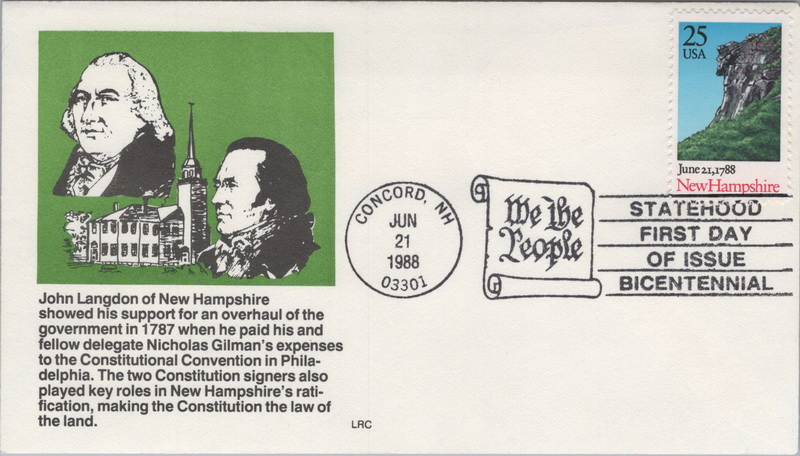 25
USA
June 21, 1788
New Hampshire
CONCORD, NH
JUN
21
1988
03301
We the
People
STATEHOOD
FIRST DAY
OF ISSUE
BICENTENNIAL
John Langdon of New Hampshire
showed his support for an overhaul of the
government in 1787 when he paid his and
fellow delegate Nicholas Gilman's expenses
to the Constitutional Convention in Phila-
delphia. The two Constitution signers also
played key roles in New Hampshire's rati-
fication, making the Constitution the law of
the land.
LRC